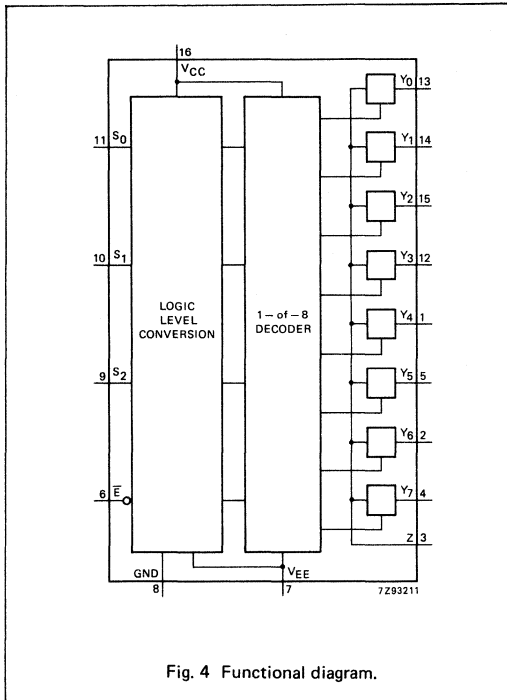 16
VCC
Y0 13
11 S0
Y1 14
Y2 15
10 S1
Y3 12
LOGIC
LEVEL
CONVERSION
1 – of – 8
DECODER
Y4 1
9 S2
Y5 5
Y6 2
6 E̅
Y7 4
Z 3
GND
VEE
8
7
7Z93211
Fig. 4 Functional diagram.